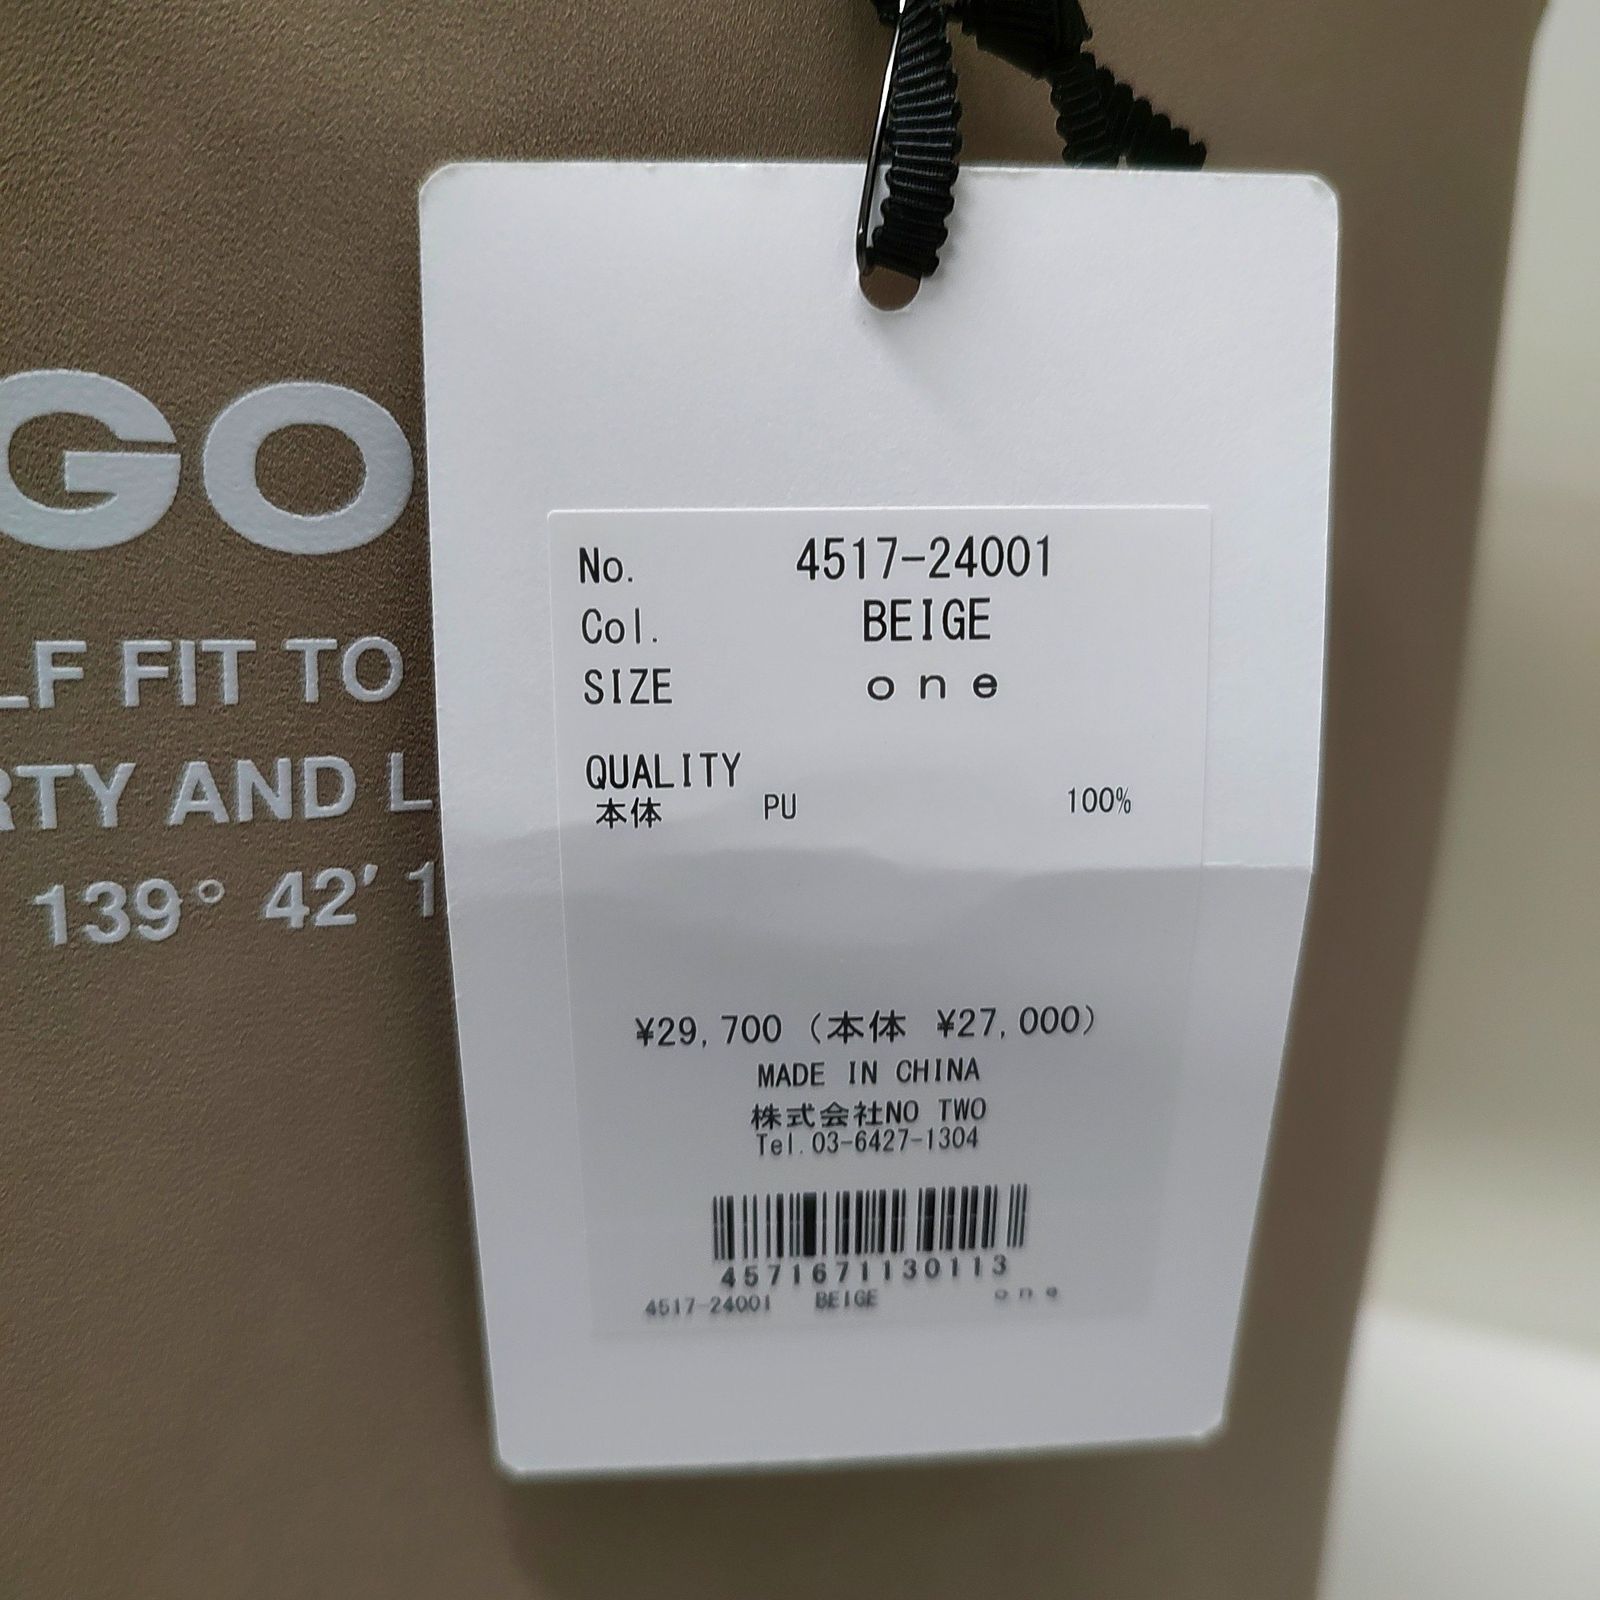 GO
LF FIT TO
RTY AND L
139° 42′ 1
No. 4517-24001
Col. BEIGE
SIZE one
QUALITY
本体 PU 100%
¥29,700 (本体 ¥27,000)
MADE IN CHINA
株式会社NO TWO
Tel.03-6427-1304
4571671130113
4517-24001 BEIGE one